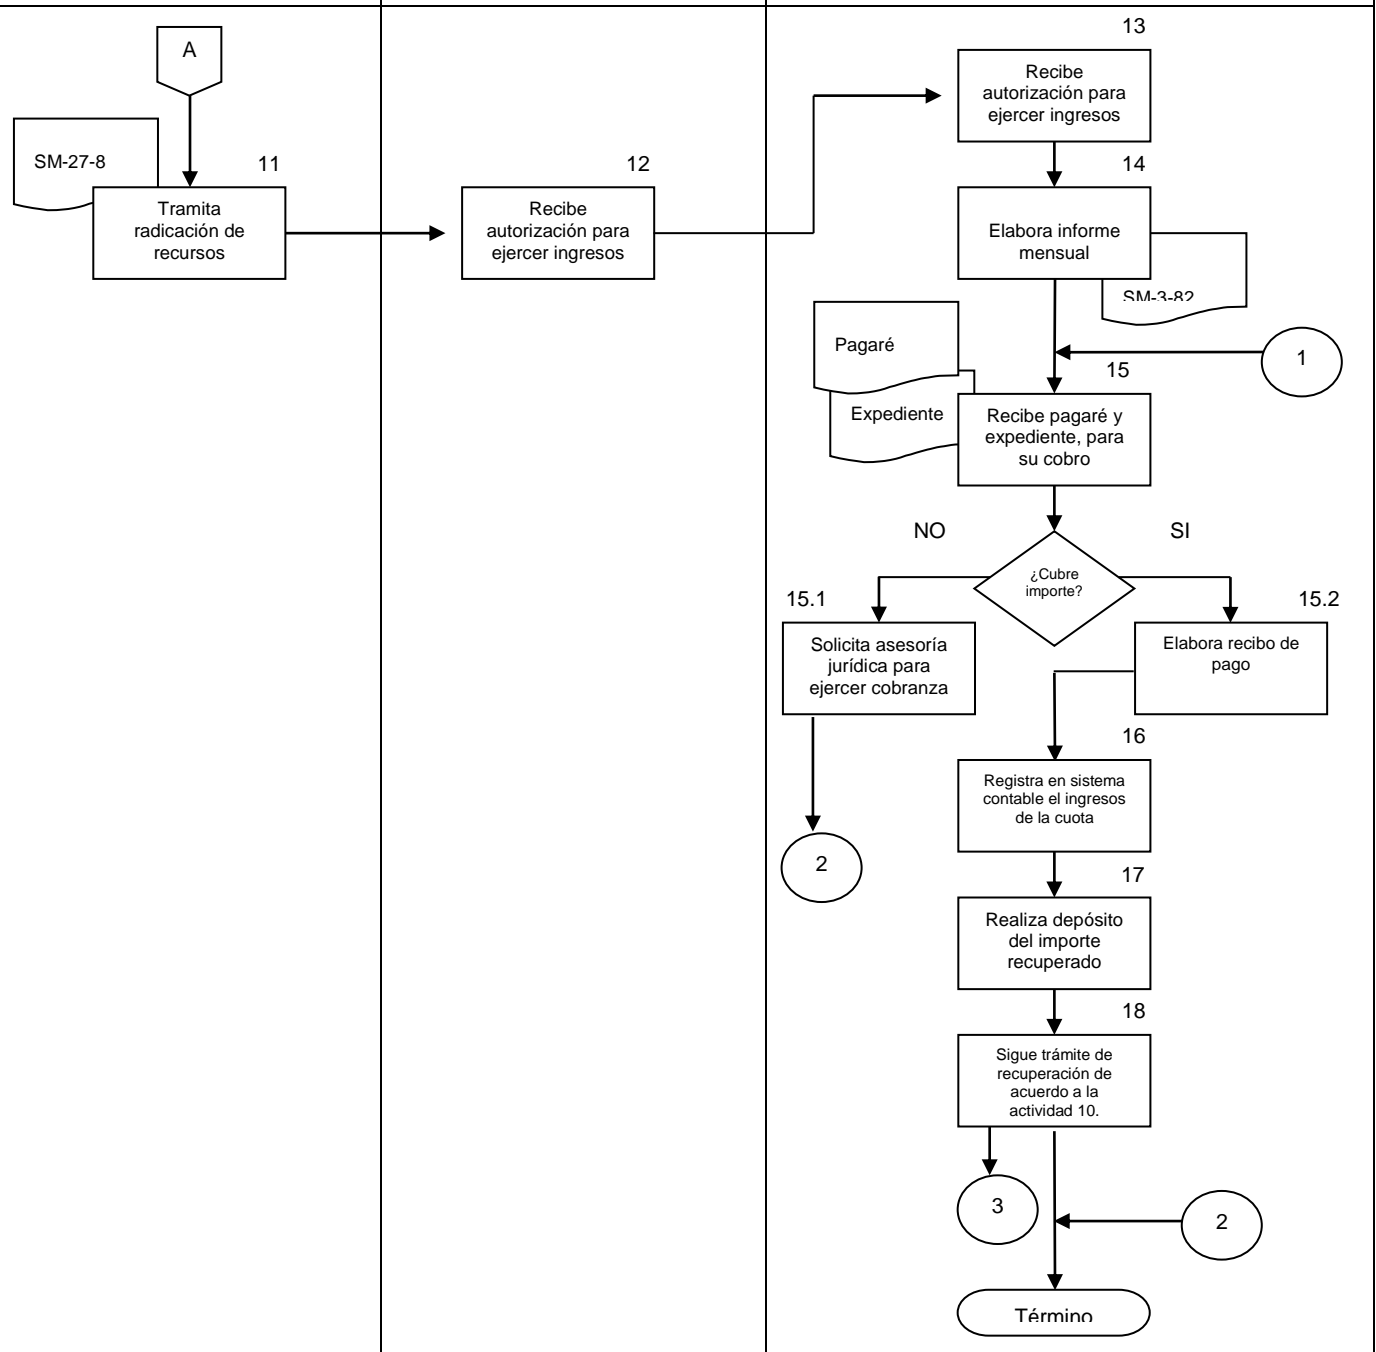 A
SM-27-8
11
Tramita
radicación de
recursos
12
Recibe
autorización para
ejercer ingresos
13
Recibe
autorización para
ejercer ingresos
14
Elabora informe
mensual
SM-3-82
Pagaré
Expediente
1
15
Recibe pagaré y
expediente, para
su cobro
NO
SI
¿Cubre
importe?
15.1
Solicita asesoría
jurídica para
ejercer cobranza
2
15.2
Elabora recibo de
pago
16
Registra en sistema
contable el ingresos
de la cuota
17
Realiza depósito
del importe
recuperado
18
Sigue trámite de
recuperación de
acuerdo a la
actividad 10.
3
2
Término